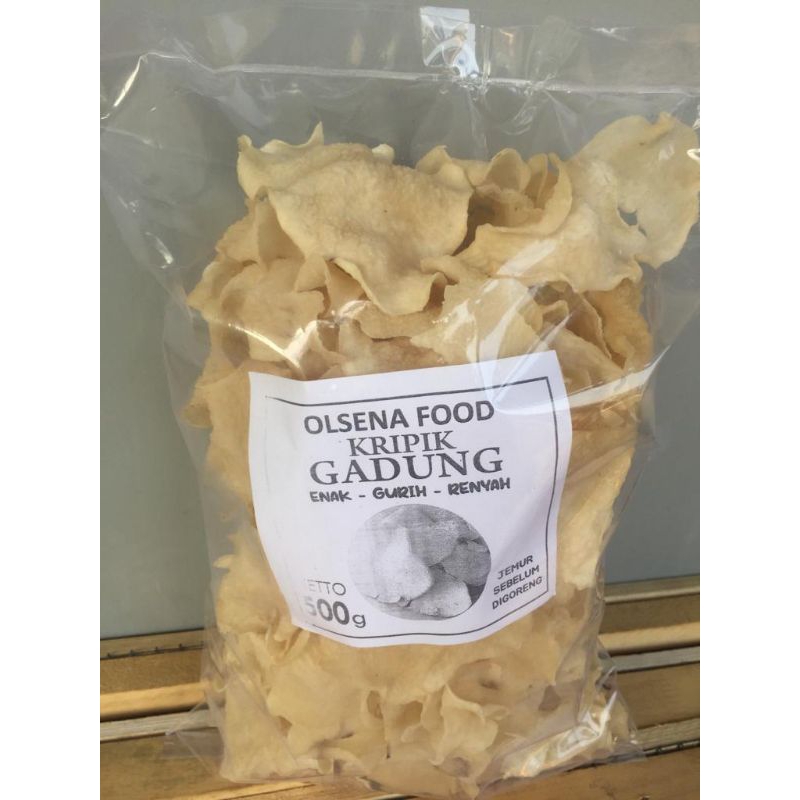 OLSENA FOOD
KRIPIK
GADUNG
ENAK - GURIH - RENYAH
JEMUR
SEBELUM
DIGORENG
ETTO
500g